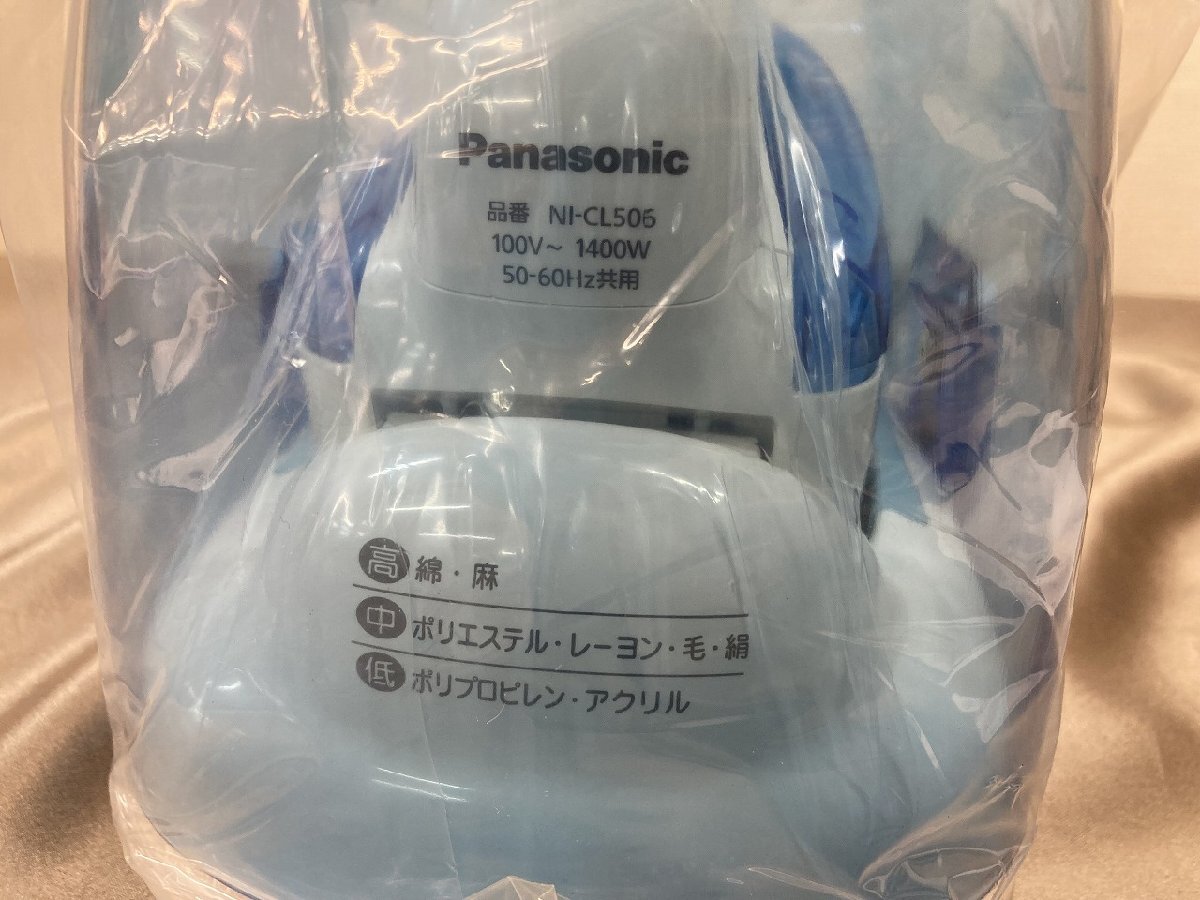 Panasonic
品番 NI-CL506
100V～ 1400W
50-60Hz共用
高 綿・麻
中 ポリエステル・レーヨン・毛・絹
低 ポリプロピレン・アクリル